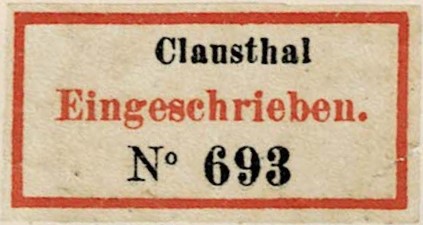 Clausthal
Eingeschrieben.
No 693